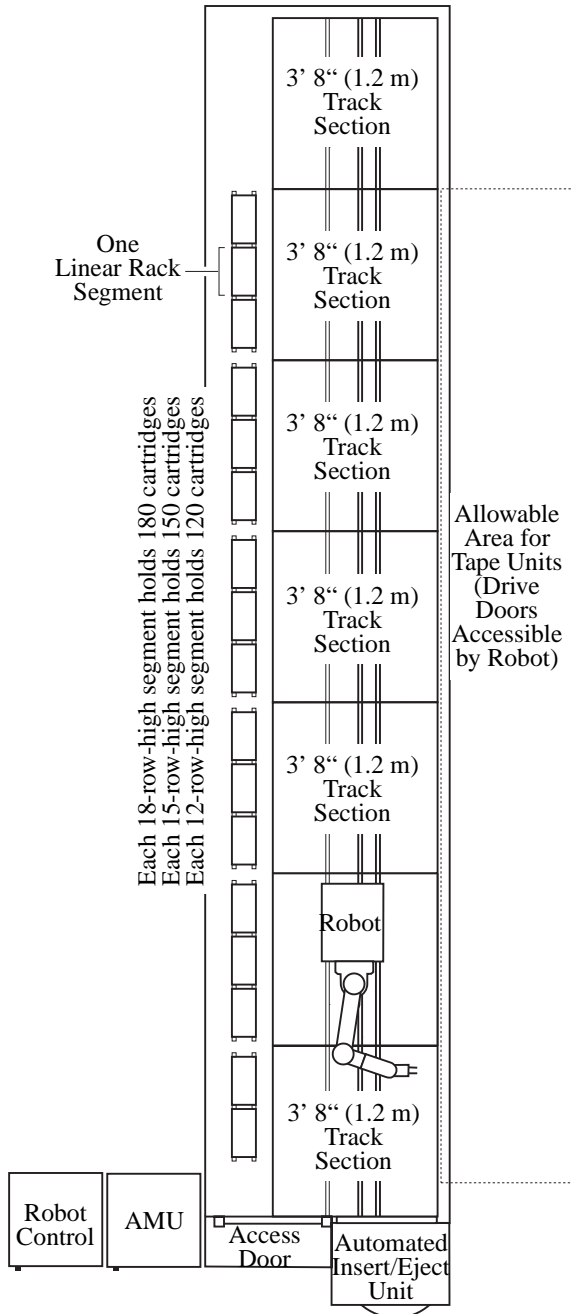 3’ 8“ (1.2 m)
Track
Section
One
Linear Rack
Segment
3’ 8“ (1.2 m)
Track
Section
3’ 8“ (1.2 m)
Track
Section
Each 18-row-high segment holds 180 cartridges
Each 15-row-high segment holds 150 cartridges
Each 12-row-high segment holds 120 cartridges
Allowable
Area for
Tape Units
(Drive
Doors
Accessible
by Robot)
3’ 8“ (1.2 m)
Track
Section
3’ 8“ (1.2 m)
Track
Section
Robot
3’ 8“ (1.2 m)
Track
Section
Robot
Control
AMU
Access
Door
Automated
Insert/Eject
Unit